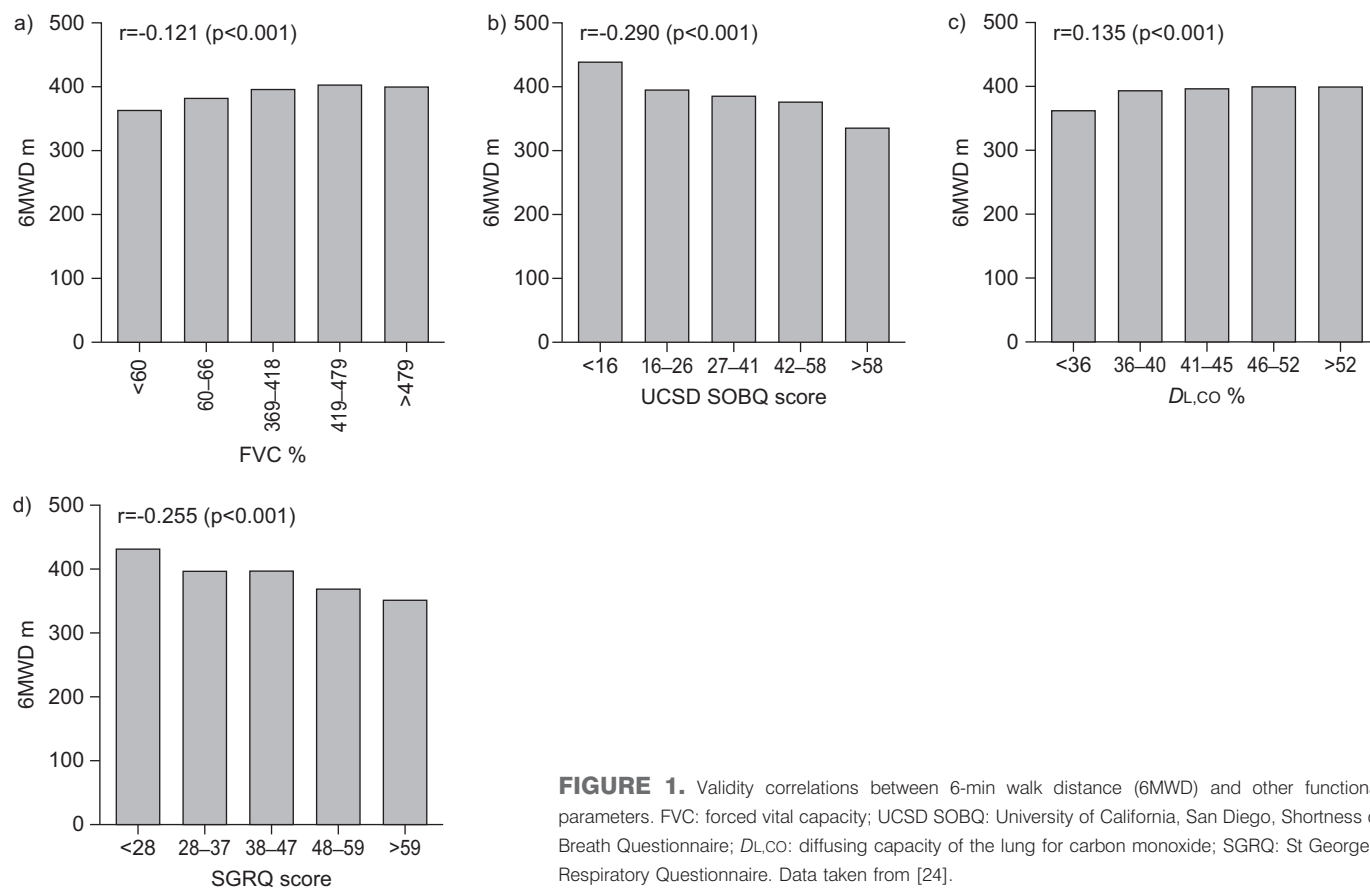 a)
r=-0.121 (p<0.001)
500
400
300
200
100
0
6MWD m
<60
60–66
369–418
419–479
>479
FVC %
b)
r=-0.290 (p<0.001)
500
400
300
200
100
0
6MWD m
<16 16–26 27–41 42–58 >58
UCSD SOBQ score
c)
r=0.135 (p<0.001)
500
400
300
200
100
0
6MWD m
<36 36–40 41–45 46–52 >52
DL,CO %
d)
r=-0.255 (p<0.001)
500
400
300
200
100
0
6MWD m
<28 28–37 38–47 48–59 >59
SGRQ score
FIGURE 1. Validity correlations between 6-min walk distance (6MWD) and other functiona
parameters. FVC: forced vital capacity; UCSD SOBQ: University of California, San Diego, Shortness o
Breath Questionnaire; DL,CO: diffusing capacity of the lung for carbon monoxide; SGRQ: St George
Respiratory Questionnaire. Data taken from [24].